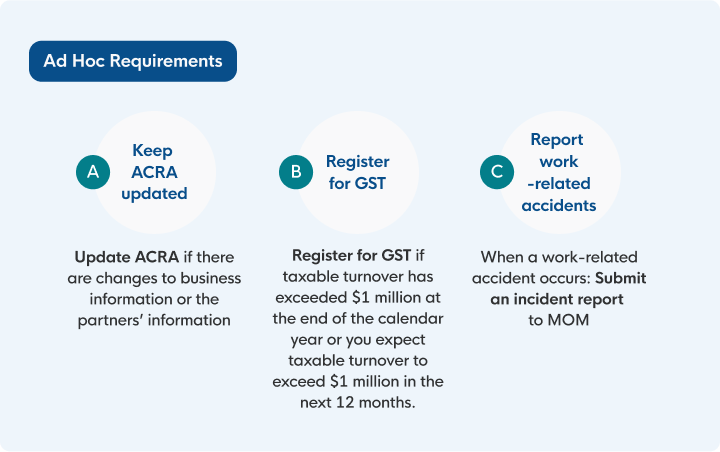 Ad Hoc Requirements
A
Keep
ACRA
updated
Update ACRA if there
are changes to business
information or the
partners' information
B
Register
for GST
Register for GST if
taxable turnover has
exceeded $1 million at
the end of the calendar
year or you expect
taxable turnover to
exceed $1 million in the
next 12 months.
C
Report
work
-related
accidents
When a work-related
accident occurs: Submit
an incident report
to MOM